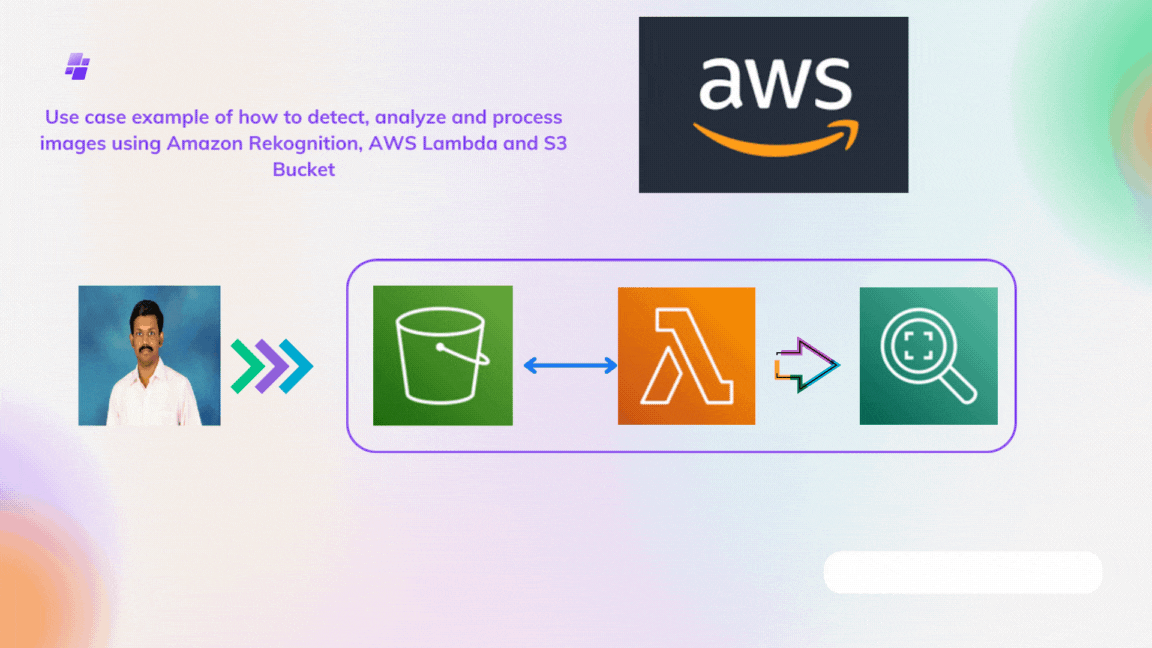 Use case example of how to detect, analyze and process
images using Amazon Rekognition, AWS Lambda and S3
Bucket
aws